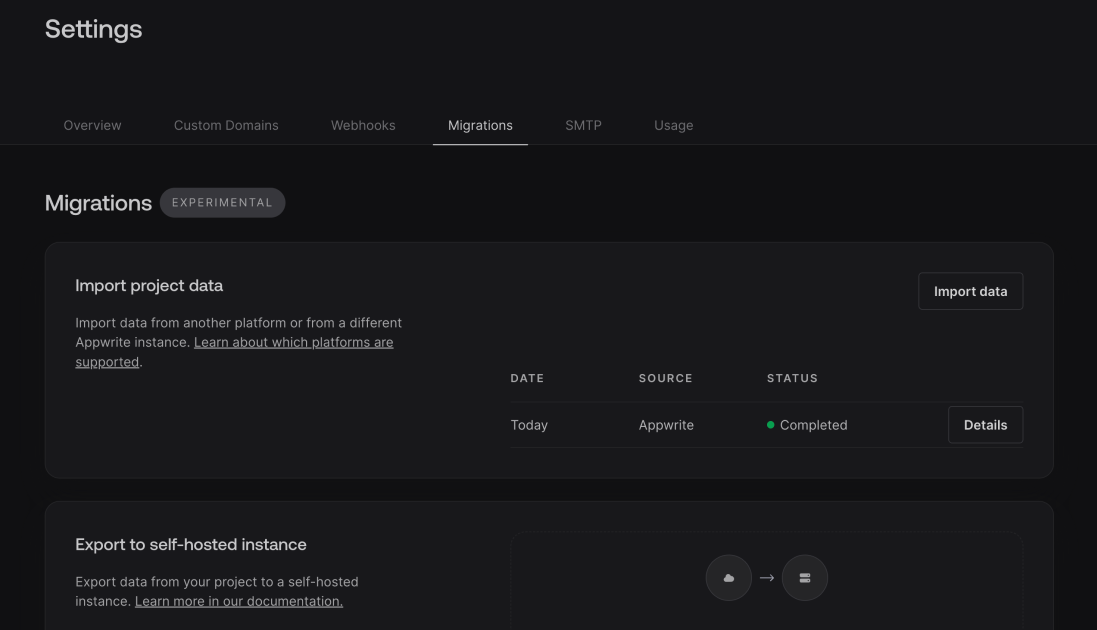 Settings
Overview
Custom Domains
Webhooks
Migrations
SMTP
Usage
Migrations
EXPERIMENTAL
Import project data
Import data
Import data from another platform or from a different
Appwrite instance. Learn about which platforms are
supported.
DATE
SOURCE
STATUS
Today
Appwrite
Completed
Details
Export to self-hosted instance
Export data from your project to a self-hosted
instance. Learn more in our documentation.